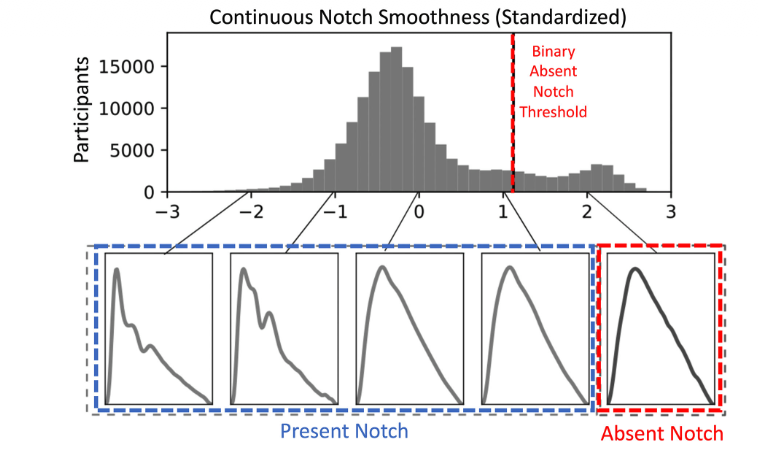 Continuous Notch Smoothness (Standardized)
Participants
15000
10000
5000
0
Binary
Absent
Notch
Threshold
−3 −2 −1 0 1 2 3
Present Notch
Absent Notch